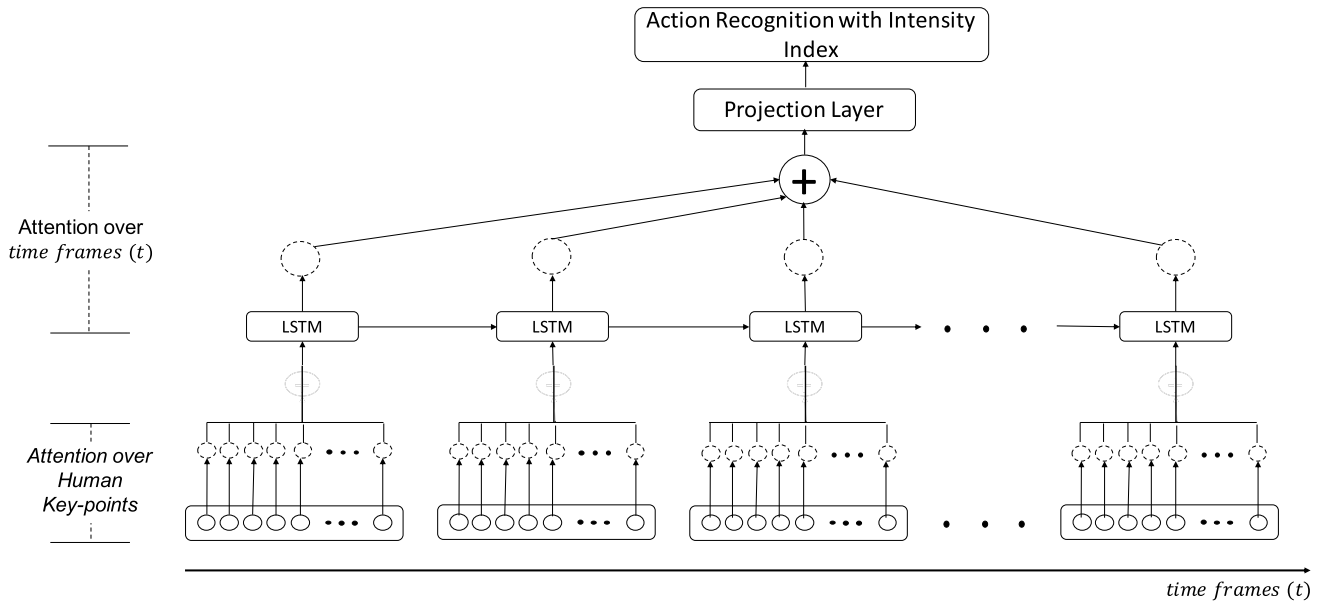 Action Recognition with Intensity
Index
Projection Layer
+
Attention over
time frames (t)
LSTM
LSTM
LSTM
LSTM
Attention over
Human
Key-points
time frames (t)